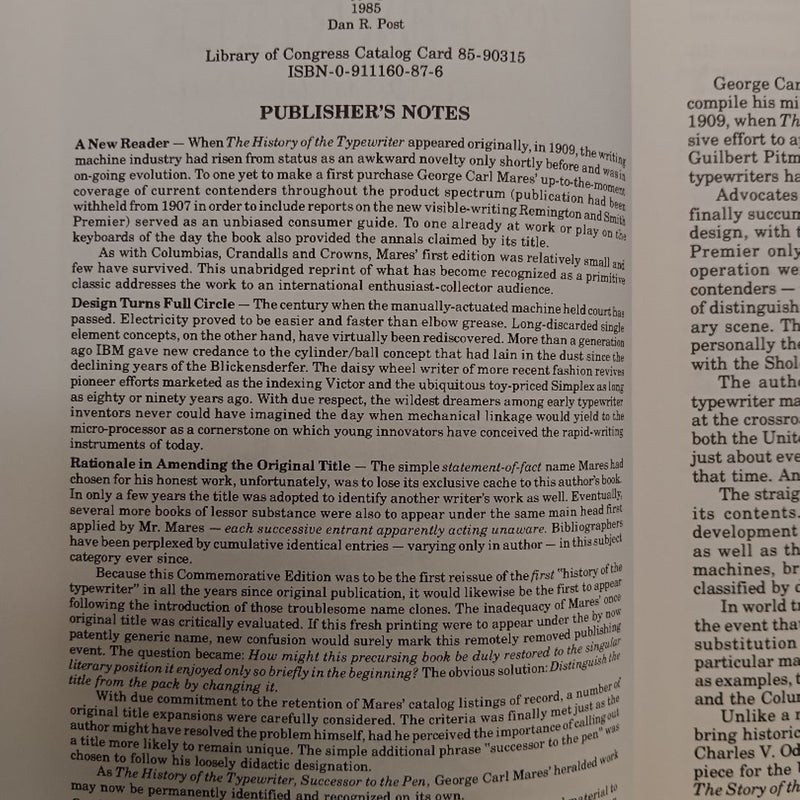 1985
Dan R. Post
Library of Congress Catalog Card 85-90315
ISBN-0-911160-87-6
PUBLISHER'S NOTES
A New Reader — When The History of the Typewriter appeared originally, in 1909, the writing
machine industry had risen from status as an awkward novelty only shortly before and was in
on-going evolution. To one yet to make a first purchase George Carl Mares' up-to-the-moment
coverage of current contenders throughout the product spectrum (publication had been
withheld from 1907 in order to include reports on the new visible-writing Remington and Smith
Premier) served as an unbiased consumer guide. To one already at work or play on the
keyboards of the day the book also provided the annals claimed by its title.
As with Columbias, Crandalls and Crowns, Mares' first edition was relatively small and
few have survived. This unabridged reprint of what has become recognized as a primitive
classic addresses the work to an international enthusiast-collector audience.
Design Turns Full Circle — The century when the manually-actuated machine held court has
passed. Electricity proved to be easier and faster than elbow grease. Long-discarded single
element concepts, on the other hand, have virtually been rediscovered. More than a generation
ago IBM gave new credance to the cylinder/ball concept that had lain in the dust since the
declining years of the Blickensderfer. The daisy wheel writer of more recent fashion revives
pioneer efforts marketed as the indexing Victor and the ubiquitous toy-priced Simplex as long
as eighty or ninety years ago. With due respect, the wildest dreamers among early typewriter
inventors never could have imagined the day when mechanical linkage would yield to the
micro-processor as a cornerstone on which young innovators have conceived the rapid-writing
instruments of today.
Rationale in Amending the Original Title — The simple statement-of-fact name Mares had
chosen for his honest work, unfortunately, was to lose its exclusive cache to this author's book.
In only a few years the title was adopted to identify another writer's work as well. Eventually,
several more books of lessor substance were also to appear under the same main head first
applied by Mr. Mares — each successive entrant apparently acting unaware. Bibliographers
have been perplexed by cumulative identical entries — varying only in author — in this subject
category ever since.
Because this Commemorative Edition was to be the first reissue of the first "history of the
typewriter" in all the years since original publication, it would likewise be the first to appear
following the introduction of those troublesome name clones. The inadequacy of Mares' once
original title was critically evaluated. If this fresh printing were to appear under the by now
patently generic name, new confusion would surely mark this remotely removed publishing
event. The question became: How might this precursing book be duly restored to the singular
literary position it enjoyed only so briefly in the beginning? The obvious solution: Distinguish the
title from the pack by changing it.
With due commitment to the retention of Mares' catalog listings of record, a number of
original title expansions were carefully considered. The criteria was finally met just as the
author might have resolved the problem himself, had he perceived the importance of calling out
a title more likely to remain unique. The simple additional phrase "successor to the pen" was
chosen to follow his loosely didactic designation.
As The History of the Typewriter, Successor to the Pen, George Carl Mares' heralded work
may now be permanently identified and recognized on its own.
material to
George Car
compile his mi
1909, when Th
sive effort to a
Guilbert Pitm
typewriters ha
Advocates
finally succum
design, with t
Premier only
operation we
contenders —
of distinguish
ary scene. Th
personally the
with the Shol
The autho
typewriter ma
at the crossro
both the Unit
just about eve
that time. An
The straig
its contents.
development
as well as th
machines, br
classified by c
In world tr
the event that
substitution
particular ma
as examples, t
and the Colum
Unlike a r
bring historic
Charles V. Od
piece for the
The Story of th